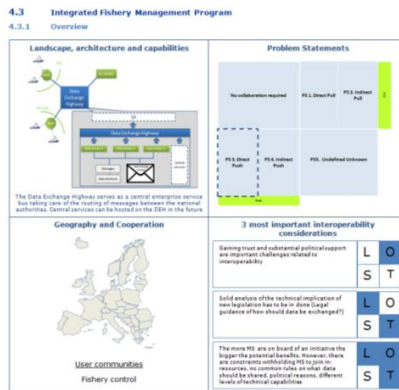 4.3 Integrated Fishery Management Program
4.3.1 Overview
Landscape, architecture and capabilities
Data
Exchange
Highway
Data Exchange Highway
The Data Exchange Highway serves as a central enterprise service
bus taking care of the routing of messages between the national
authorities. Central services can be hosted on the DEH in the future
Problem Statements
No collaboration required
PS 1. Direct Pull
PS 2. Indirect
Pull
PS 3. Direct
Push
PS 4. Indirect
Push
PS5. Undefined Unknown
Geography and Cooperation
User communities
Fishery control
3 most important interoperability
considerations
Gaining trust and substantial political support
are important challenges related to
interoperability
L O
S T
Solid analysis of the technical implication of
new legislation has to be in done (Legal
guidance of how should data be exchanged?)
L O
S T
The more MS are on board of an initiative the
bigger the potential benefits. However, there
are constraints withholding MS to join in:
resources, no common rules on what data
should be shared, political reasons, different
levels of technical capabilities
L O
S T